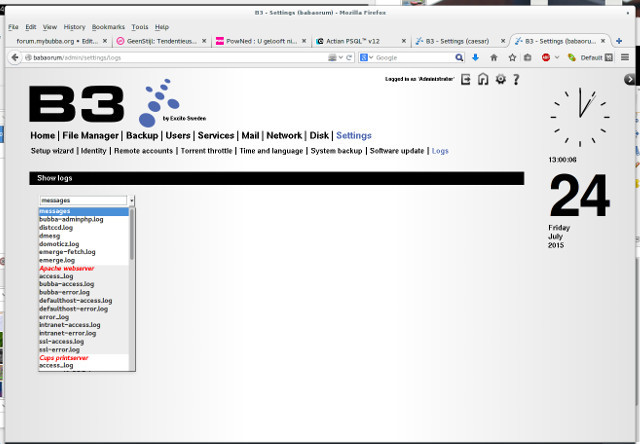 B3 - Settings (babaorum) - Mozilla Firefox
File Edit View History Bookmarks Tools Help
forum.mybubba.org • Edit... GeenStijl: Tendentieus... PowNed : U gelooft ni... Actian PSQL™ v12 B3 - Settings (caesar) B3 - Settings (babaorum)
babaorum/admin/settings/logs Google Default
Logged in as 'Administrator'
B3
by Excito Sweden
Home | File Manager | Backup | Users | Services | Mail | Network | Disk | Settings
Setup wizard | Identity | Remote accounts | Torrent throttle | Time and language | System backup | Software update | Logs
Show logs
messages
messages
bubba-adminphp.log
distccd.log
dmesg
domoticz.log
emerge-fetch.log
emerge.log
Apache webserver
access_log
bubba-access.log
bubba-error.log
defaulthost-access.log
defaulthost-error.log
error_log
intranet-access.log
intranet-error.log
ssl-access.log
ssl-error.log
Cups printserver
access_log
13:00:06
24
Friday
July
2015